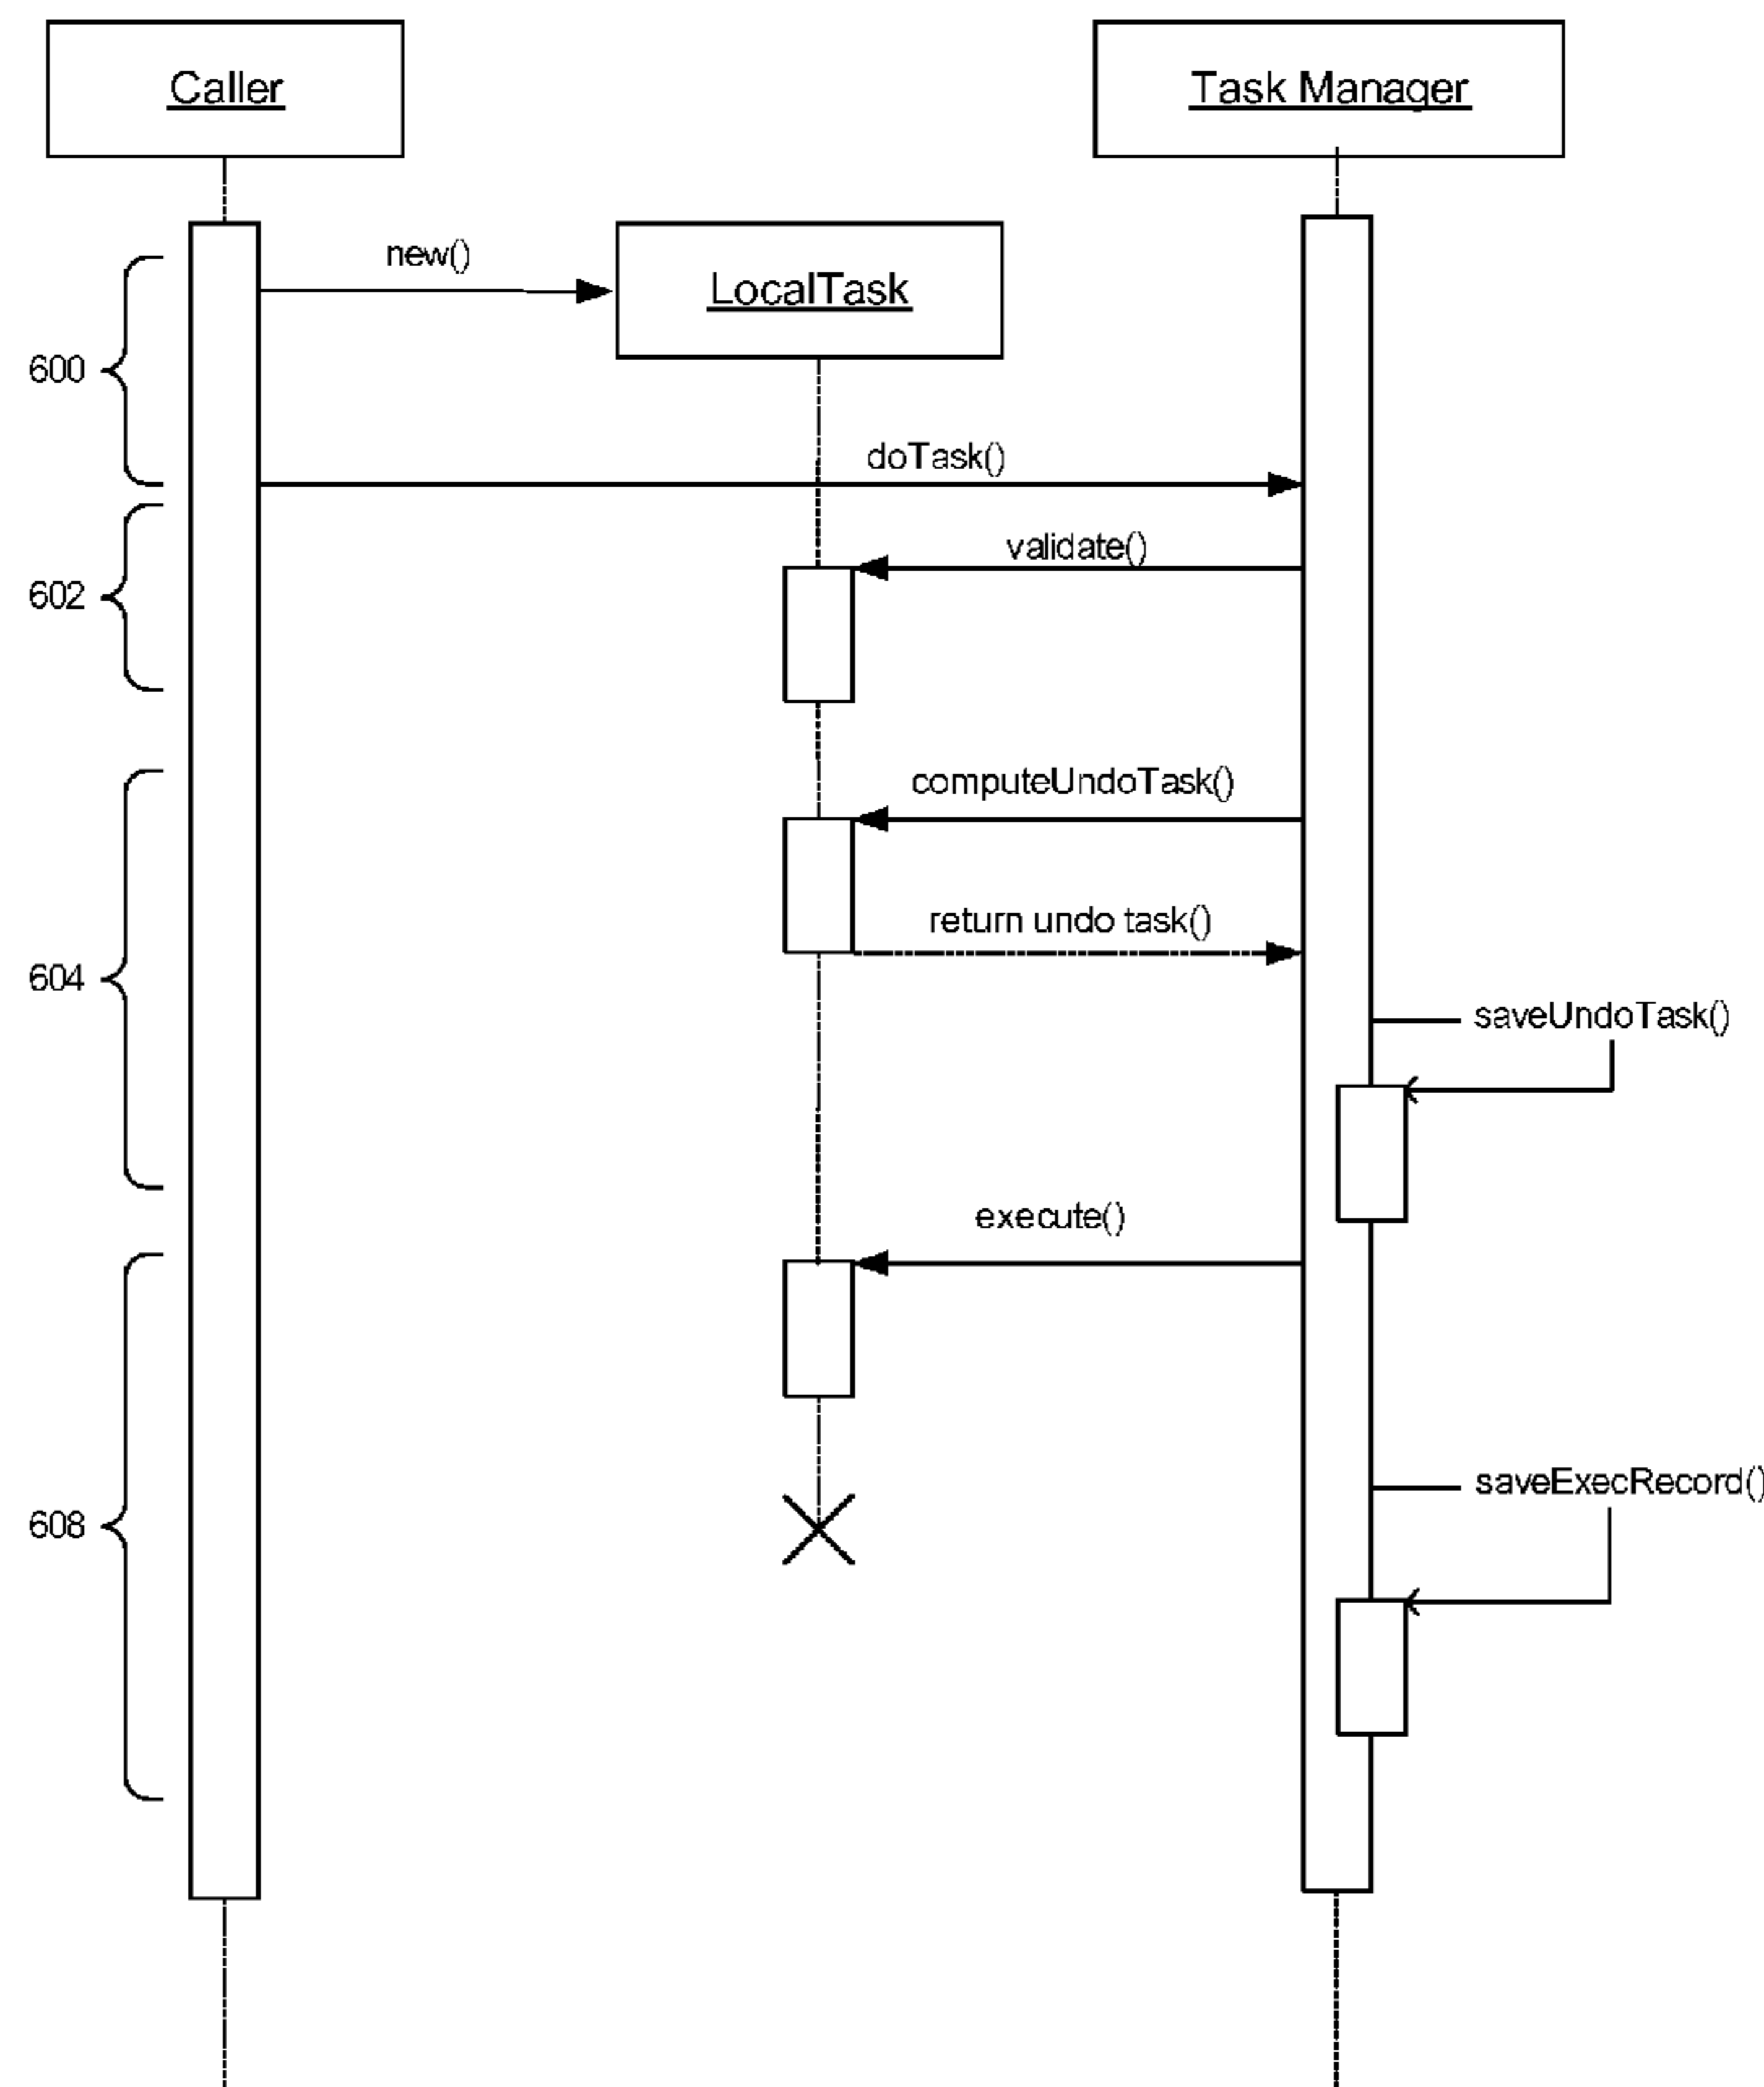 Caller
Task Manager
new()
LocalTask
600
doTask()
validate()
602
computeUndoTask()
return undo task()
604
saveUndoTask()
execute()
saveExecRecord()
608